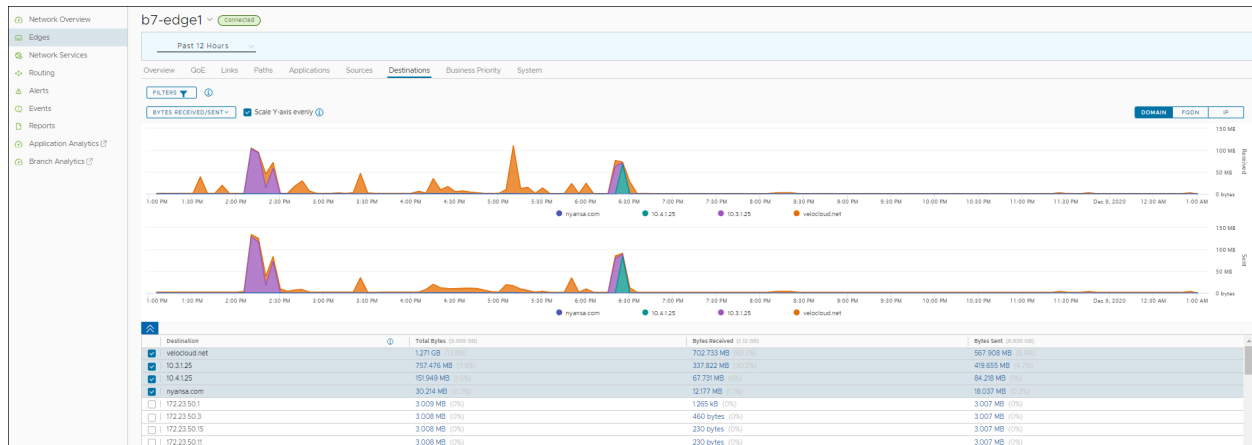 Network Overview
Edges
Network Services
Routing
Alerts
Events
Reports
Application Analytics
Branch Analytics
b7-edge1 Connected
Past 12 Hours
Overview QoE Links Paths Applications Sources Destinations Business Priority System
FILTERS
BYTES RECEIVED/SENT Scale Y-axis evenly DOMAIN FQDN IP
150 MB
100 MB
50 MB
0 bytes
Received
1:00 PM 1:30 PM 2:00 PM 2:30 PM 3:00 PM 3:30 PM 4:00 PM 4:30 PM 5:00 PM 5:30 PM 6:00 PM 6:30 PM 7:00 PM 7:30 PM 8:00 PM 8:30 PM 9:00 PM 9:30 PM 10:00 PM 10:30 PM 11:00 PM 11:30 PM Dec 9, 2020 12:30 AM 1:00 AM
nyansa.com 10.4.1.25 10.3.1.25 velocloud.net
150 MB
100 MB
50 MB
0 bytes
Sent
1:00 PM 1:30 PM 2:00 PM 2:30 PM 3:00 PM 3:30 PM 4:00 PM 4:30 PM 5:00 PM 5:30 PM 6:00 PM 6:30 PM 7:00 PM 7:30 PM 8:00 PM 8:30 PM 9:00 PM 9:30 PM 10:00 PM 10:30 PM 11:00 PM 11:30 PM Dec 9, 2020 12:30 AM 1:00 AM
nyansa.com 10.4.1.25 10.3.1.25 velocloud.net
Destination Total Bytes Bytes Received (1.12 GB) Bytes Sent
velocloud.net 1.271 GB 702.733 MB 567.908 MB
10.3.1.25 757.476 MB 337.822 MB 419.655 MB
10.4.1.25 151.949 MB 67.731 MB 84.218 MB
nyansa.com 30.214 MB 12.177 MB 18.037 MB
172.23.50.1 3.009 MB (0%) 1.265 kB (0%) 3.007 MB (0%)
172.23.50.3 3.008 MB (0%) 460 bytes (0%) 3.007 MB (0%)
172.23.50.15 3.008 MB (0%) 230 bytes (0%) 3.007 MB (0%)
172.23.50.11 3.008 MB (0%) 230 bytes (0%) 3.007 MB (0%)